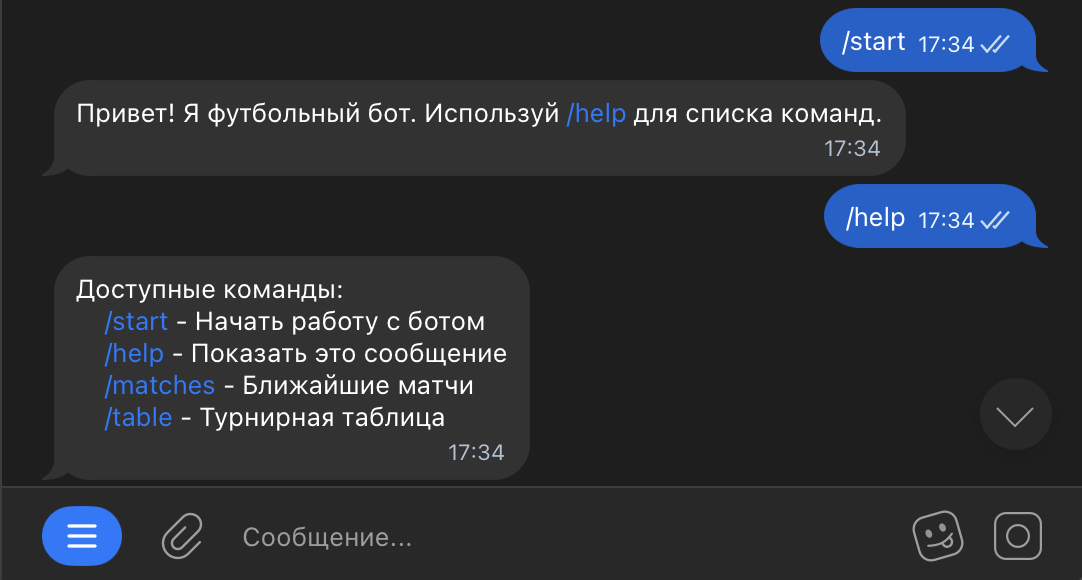 /start 17:34
Привет! Я футбольный бот. Используй /help для списка команд.
17:34
/help 17:34
Доступные команды:
/start - Начать работу с ботом
/help - Показать это сообщение
/matches - Ближайшие матчи
/table - Турнирная таблица
17:34
Сообщение...